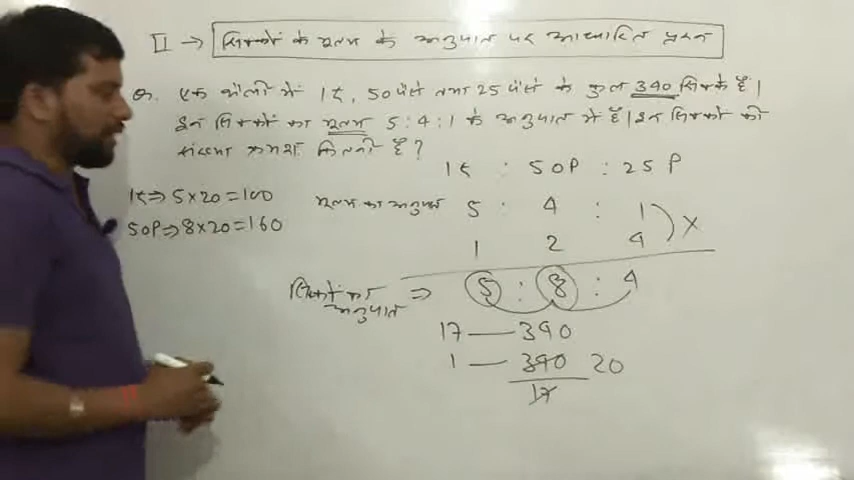 II → सिक्कों के मूल्य के अनुपात पर आधारित प्रश्न
Q. एक थैली में 1₹, 50 पैसे तथा 25 पैसे के कुल 340 सिक्के हैं।
इन सिक्कों का मूल्य 5 : 4 : 1 के अनुपात में है। इन सिक्कों की
संख्या क्रमशः कितनी है?
1₹ : 50P : 25 P
1₹ ⇒ 5 x 20 = 100
मूल्य का अनुपात 5 : 4 : 1 ) x
50P ⇒ 8 x 20 = 160
1 2 4
सिक्कों का अनुपात ⇒ 5 : 8 : 4
17 — 340
1 — 340 20
17